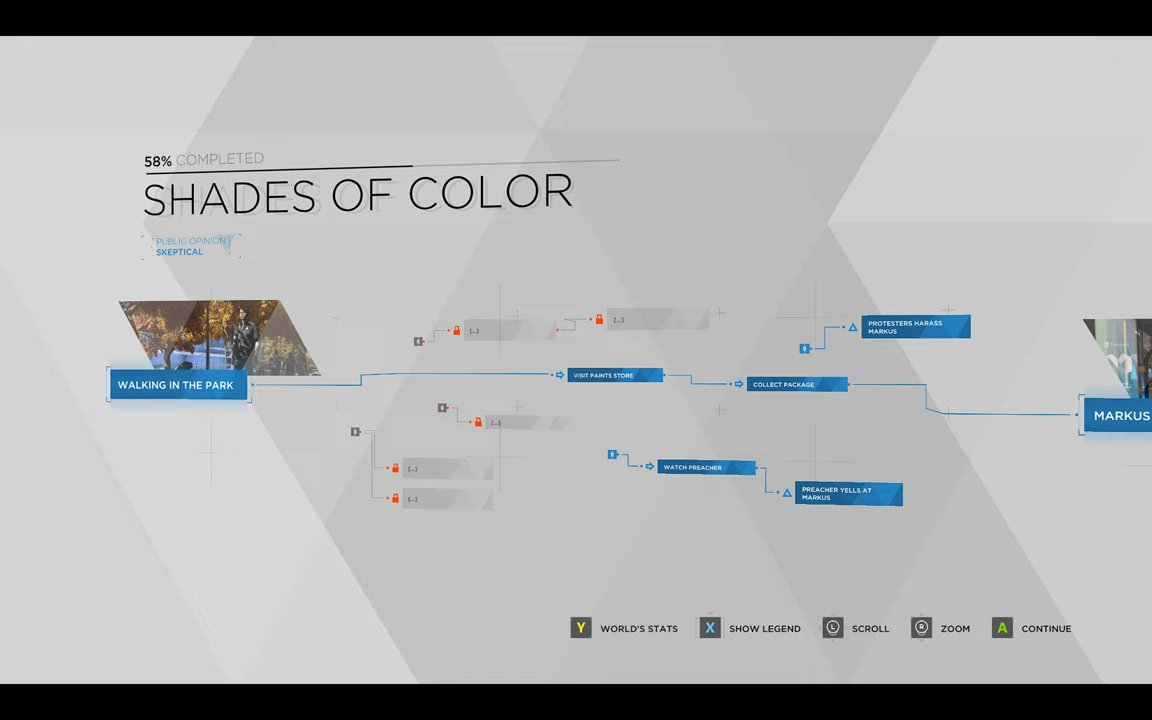 58% COMPLETED
SHADES OF COLOR
PUBLIC OPINION
SKEPTICAL
[...]
[...]
PROTESTERS HARASS
MARKUS
WALKING IN THE PARK
VISIT PAINTS STORE
COLLECT PACKAGE
MARKUS
[...]
[...]
WATCH PREACHER
PREACHER YELLS AT
MARKUS
[...]
Y WORLD'S STATS X SHOW LEGEND L SCROLL R ZOOM A CONTINUE